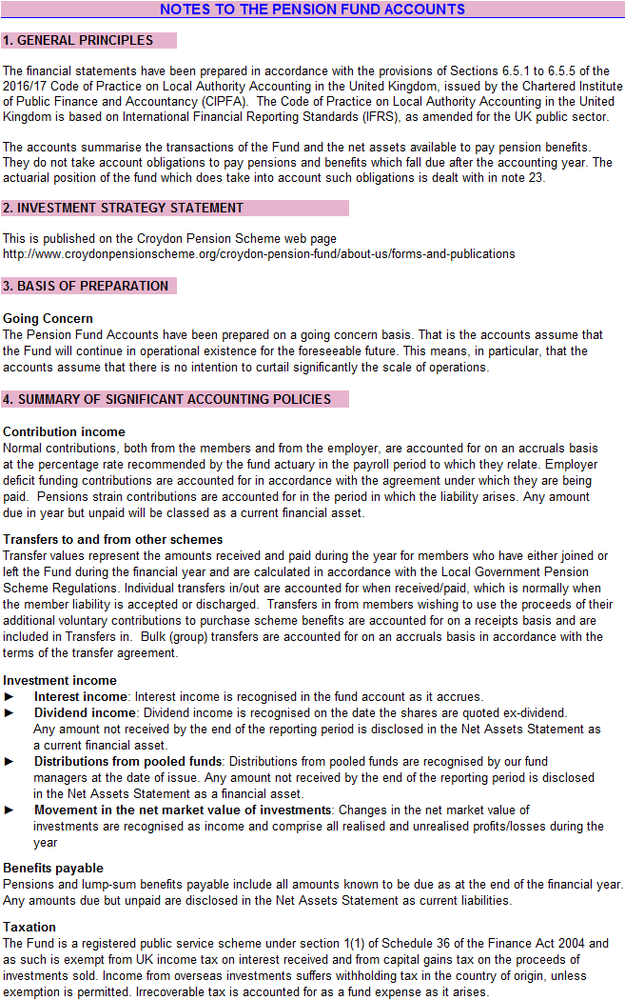 NOTES TO THE PENSION FUND ACCOUNTS
1. GENERAL PRINCIPLES
The financial statements have been prepared in accordance with the provisions of Sections 6.5.1 to 6.5.5 of the
2016/17 Code of Practice on Local Authority Accounting in the United Kingdom, issued by the Chartered Institute
of Public Finance and Accountancy (CIPFA). The Code of Practice on Local Authority Accounting in the United
Kingdom is based on International Financial Reporting Standards (IFRS), as amended for the UK public sector.
The accounts summarise the transactions of the Fund and the net assets available to pay pension benefits.
They do not take account obligations to pay pensions and benefits which fall due after the accounting year. The
actuarial position of the fund which does take into account such obligations is dealt with in note 23.
2. INVESTMENT STRATEGY STATEMENT
This is published on the Croydon Pension Scheme web page
http://www.croydonpensionscheme.org/croydon-pension-fund/about-us/forms-and-publications
3. BASIS OF PREPARATION
Going Concern
The Pension Fund Accounts have been prepared on a going concern basis. That is the accounts assume that
the Fund will continue in operational existence for the foreseeable future. This means, in particular, that the
accounts assume that there is no intention to curtail significantly the scale of operations.
4. SUMMARY OF SIGNIFICANT ACCOUNTING POLICIES
Contribution income
Normal contributions, both from the members and from the employer, are accounted for on an accruals basis
at the percentage rate recommended by the fund actuary in the payroll period to which they relate. Employer
deficit funding contributions are accounted for in accordance with the agreement under which they are being
paid. Pensions strain contributions are accounted for in the period in which the liability arises. Any amount
due in year but unpaid will be classed as a current financial asset.
Transfers to and from other schemes
Transfer values represent the amounts received and paid during the year for members who have either joined or
left the Fund during the financial year and are calculated in accordance with the Local Government Pension
Scheme Regulations. Individual transfers in/out are accounted for when received/paid, which is normally when
the member liability is accepted or discharged. Transfers in from members wishing to use the proceeds of their
additional voluntary contributions to purchase scheme benefits are accounted for on a receipts basis and are
included in Transfers in. Bulk (group) transfers are accounted for on an accruals basis in accordance with the
terms of the transfer agreement.
Investment income
► Interest income: Interest income is recognised in the fund account as it accrues.
► Dividend income: Dividend income is recognised on the date the shares are quoted ex-dividend.
Any amount not received by the end of the reporting period is disclosed in the Net Assets Statement as
a current financial asset.
► Distributions from pooled funds: Distributions from pooled funds are recognised by our fund
managers at the date of issue. Any amount not received by the end of the reporting period is disclosed
in the Net Assets Statement as a financial asset.
► Movement in the net market value of investments: Changes in the net market value of
investments are recognised as income and comprise all realised and unrealised profits/losses during the
year
Benefits payable
Pensions and lump-sum benefits payable include all amounts known to be due as at the end of the financial year.
Any amounts due but unpaid are disclosed in the Net Assets Statement as current liabilities.
Taxation
The Fund is a registered public service scheme under section 1(1) of Schedule 36 of the Finance Act 2004 and
as such is exempt from UK income tax on interest received and from capital gains tax on the proceeds of
investments sold. Income from overseas investments suffers withholding tax in the country of origin, unless
exemption is permitted. Irrecoverable tax is accounted for as a fund expense as it arises.